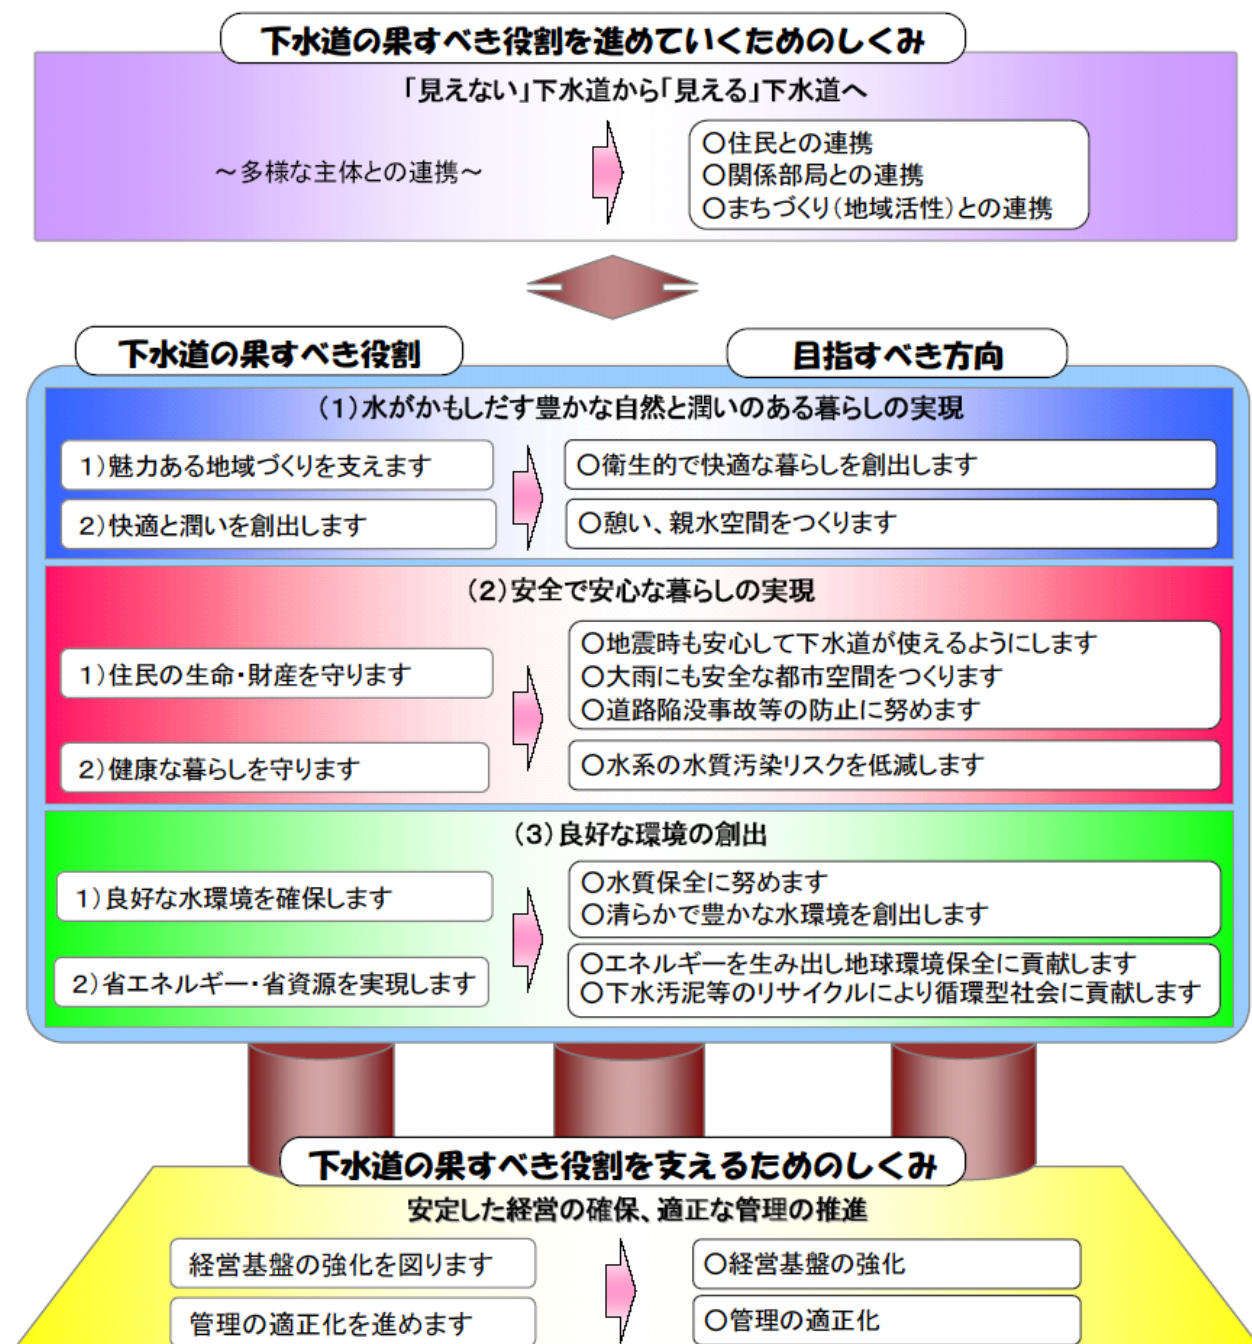 下水道の果すべき役割を進めていくためのしくみ
「見えない」下水道から「見える」下水道へ
～多様な主体との連携～
○住民との連携
○関係部局との連携
○まちづくり（地域活性）との連携
下水道の果すべき役割
目指すべき方向
（１）水がかもしだす豊かな自然と潤いのある暮らしの実現
１）魅力ある地域づくりを支えます
○衛生的で快適な暮らしを創出します
２）快適と潤いを創出します
○憩い、親水空間をつくります
（２）安全で安心な暮らしの実現
１）住民の生命・財産を守ります
○地震時も安心して下水道が使えるようにします
○大雨にも安全な都市空間をつくります
○道路陥没事故等の防止に努めます
２）健康な暮らしを守ります
○水系の水質汚染リスクを低減します
（３）良好な環境の創出
１）良好な水環境を確保します
○水質保全に努めます
○清らかで豊かな水環境を創出します
２）省エネルギー・省資源を実現します
○エネルギーを生み出し地球環境保全に貢献します
○下水汚泥等のリサイクルにより循環型社会に貢献します
下水道の果すべき役割を支えるためのしくみ
安定した経営の確保、適正な管理の推進
経営基盤の強化を図ります
○経営基盤の強化
管理の適正化を進めます
○管理の適正化